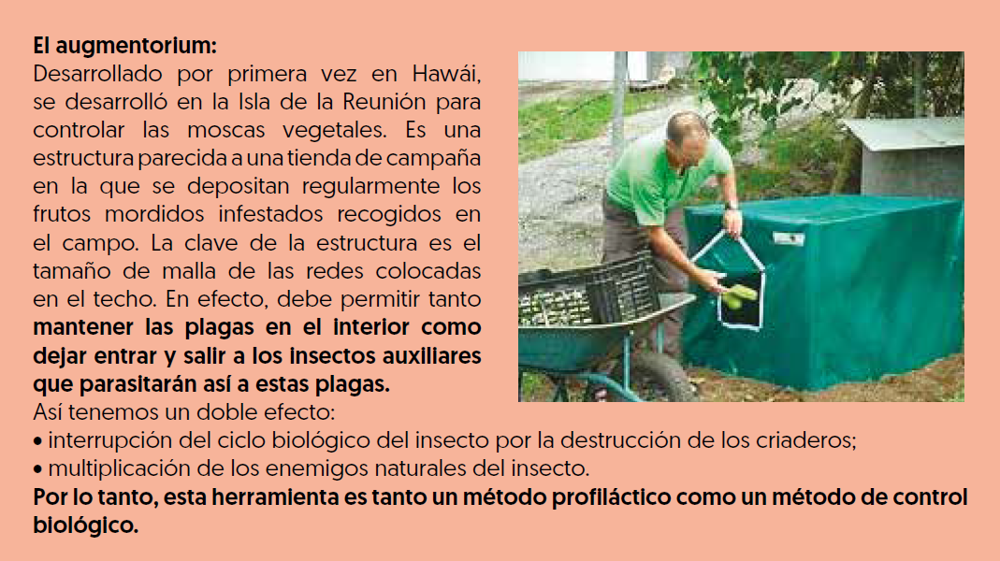 El augmentorium:
Desarrollado por primera vez en Hawái,
se desarrolló en la Isla de la Reunión para
controlar las moscas vegetales. Es una
estructura parecida a una tienda de campaña
en la que se depositan regularmente los
frutos mordidos infestados recogidos en
el campo. La clave de la estructura es el
tamaño de malla de las redes colocadas
en el techo. En efecto, debe permitir tanto
mantener las plagas en el interior como
dejar entrar y salir a los insectos auxiliares
que parasitarán así a estas plagas.
Así tenemos un doble efecto:
• interrupción del ciclo biológico del insecto por la destrucción de los criaderos;
• multiplicación de los enemigos naturales del insecto.
Por lo tanto, esta herramienta es tanto un método profiláctico como un método de control
biológico.